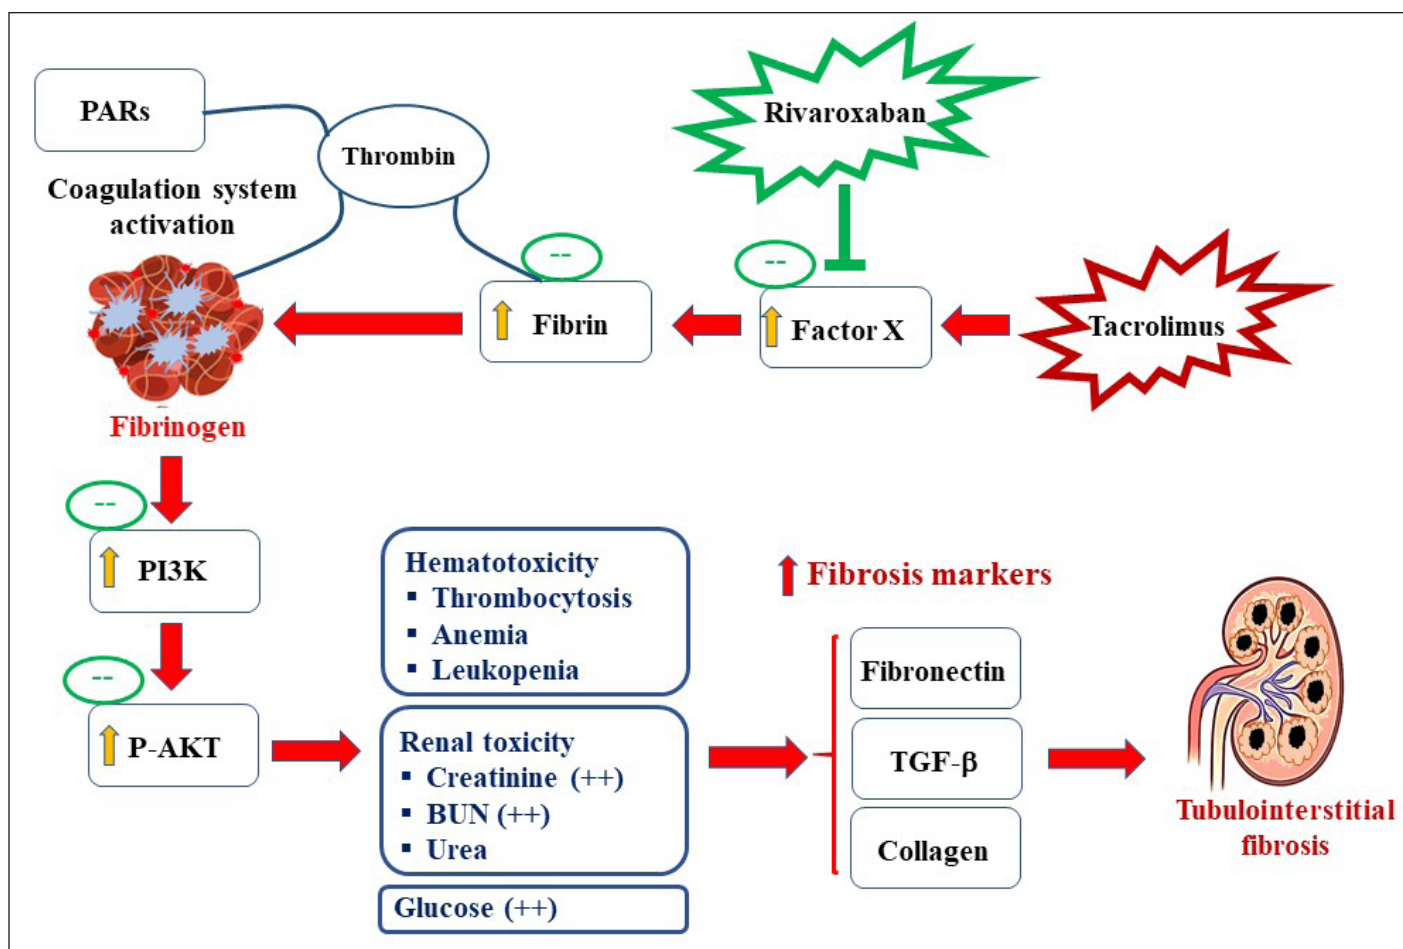 PARs
Thrombin
Rivaroxaban
Coagulation system
activation
--
Fibrin
--
Factor X
Tacrolimus
Fibrinogen
--
PI3K
--
P-AKT
Hematotoxicity
▪ Thrombocytosis
▪ Anemia
▪ Leukopenia
Renal toxicity
▪ Creatinine (++)
▪ BUN (++)
▪ Urea
Glucose (++)
Fibrosis markers
Fibronectin
TGF-β
Collagen
Tubulointerstitial
fibrosis